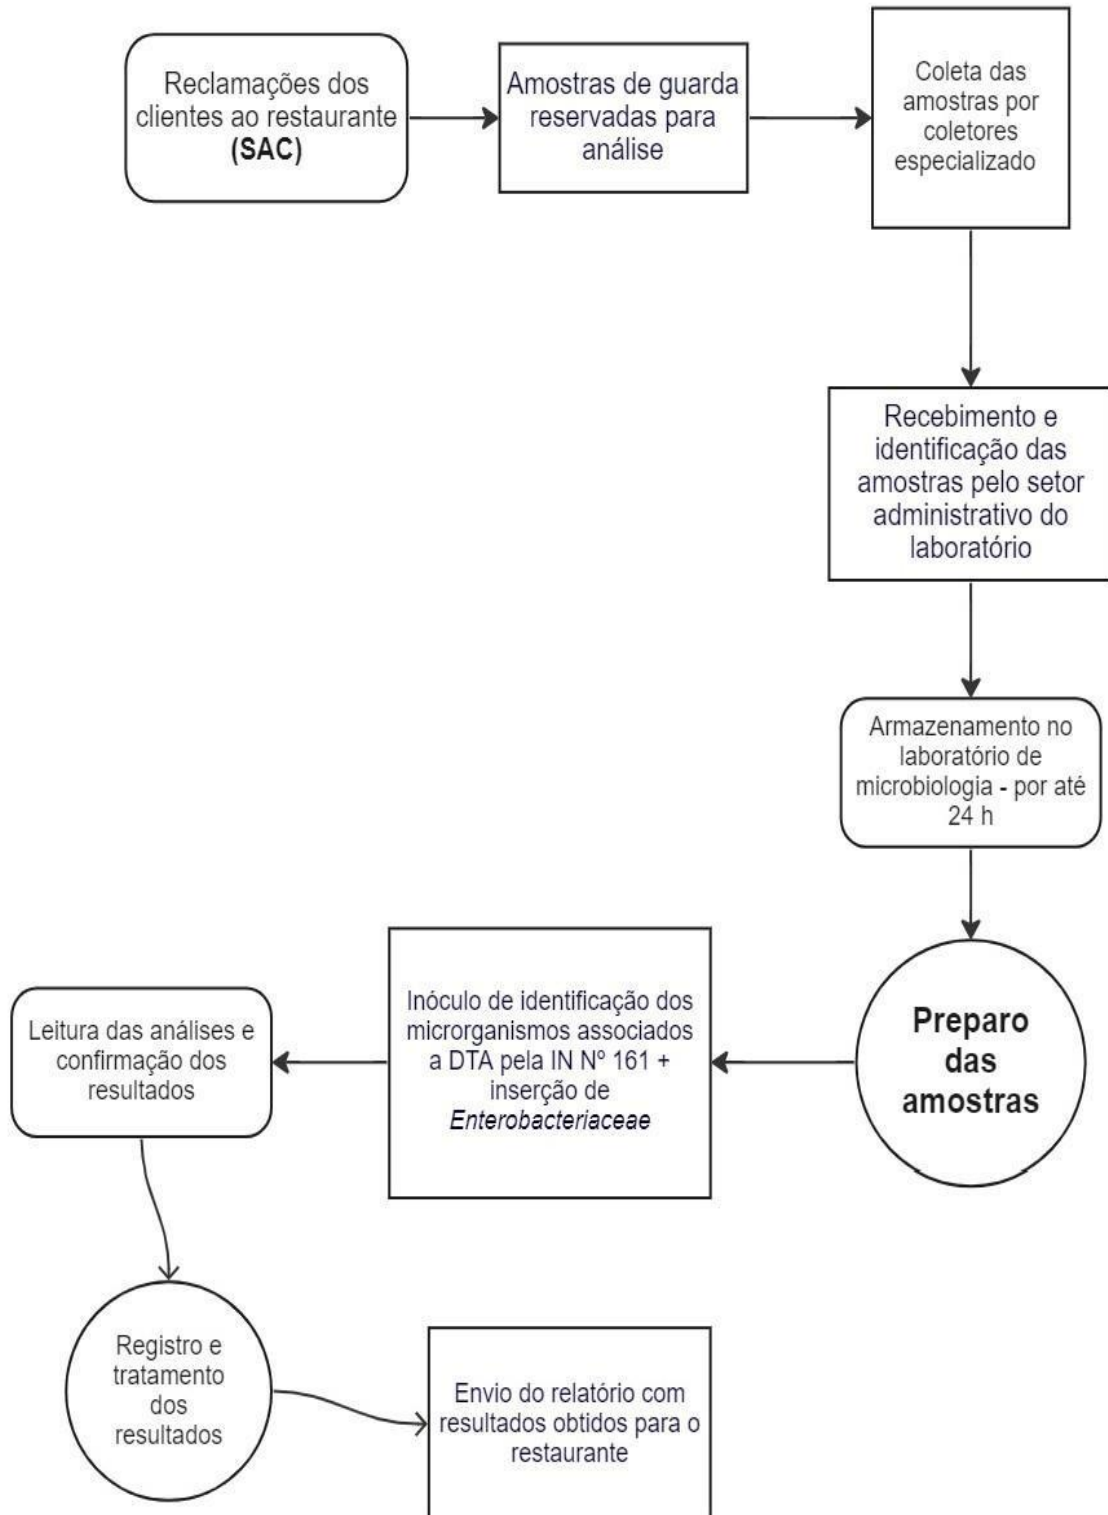 Reclamações dos
clientes ao restaurante
(SAC)
Amostras de guarda
reservadas para
análise
Coleta das
amostras por
coletores
especializado
Recebimento e
identificação das
amostras pelo setor
administrativo do
laboratório
Armazenamento no
laboratório de
microbiologia - por até
24 h
Preparo
das
amostras
Inóculo de identificação dos
microrganismos associados
a DTA pela IN Nº 161 +
inserção de
Enterobacteriaceae
Leitura das análises e
confirmação dos
resultados
Registro e
tratamento
dos
resultados
Envio do relatório com
resultados obtidos para o
restaurante